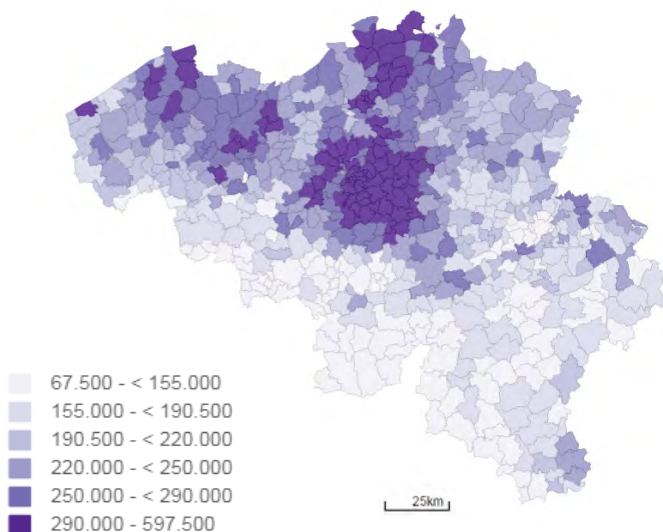 67.500 - < 155.000
155.000 - < 190.500
190.500 - < 220.000
220.000 - < 250.000
250.000 - < 290.000
290.000 - 597.500
25km